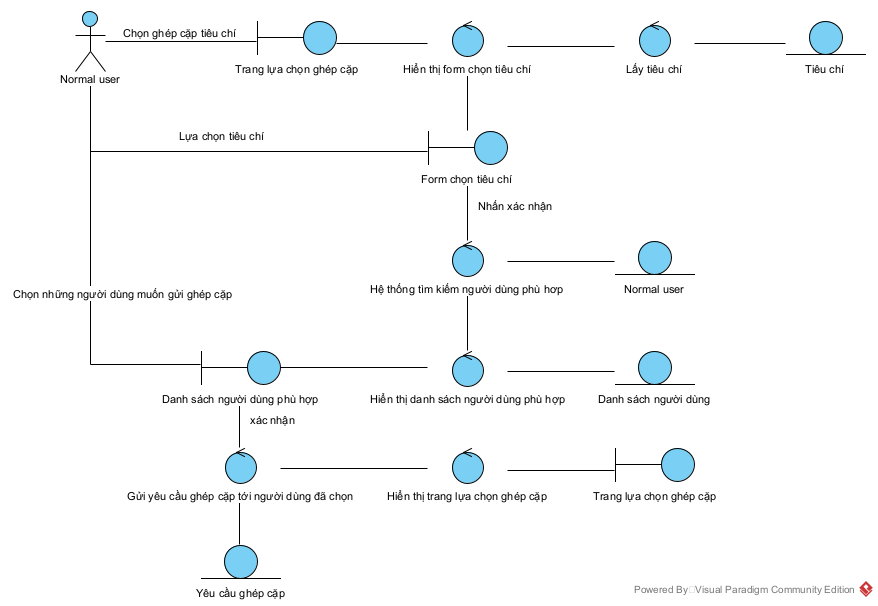 Chọn ghép cặp tiêu chí
Normal user
Trang lựa chọn ghép cặp
Hiển thị form chọn tiêu chí
Lấy tiêu chí
Tiêu chí
Lựa chọn tiêu chí
Form chọn tiêu chí
Nhấn xác nhận
Hệ thống tìm kiếm người dùng phù hơp
Normal user
Chọn những người dùng muốn gửi ghép cặp
Danh sách người dùng phù hợp
Hiển thị danh sách người dùng phù hợp
Danh sách người dùng
xác nhận
Gửi yêu cầu ghép cặp tới người dùng đã chọn
Hiển thị trang lựa chọn ghép cặp
Trang lựa chọn ghép cặp
Yêu cầu ghép cặp
Powered By Visual Paradigm Community Edition